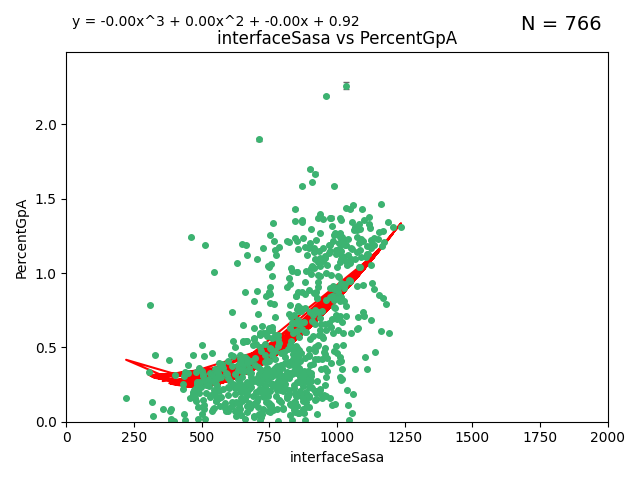 y = -0.00x^3 + 0.00x^2 + -0.00x + 0.92
N = 766
interfaceSasa vs PercentGpA
PercentGpA
2.0
1.5
1.0
0.5
0.0
0 250 500 750 1000 1250 1500 1750 2000
interfaceSasa